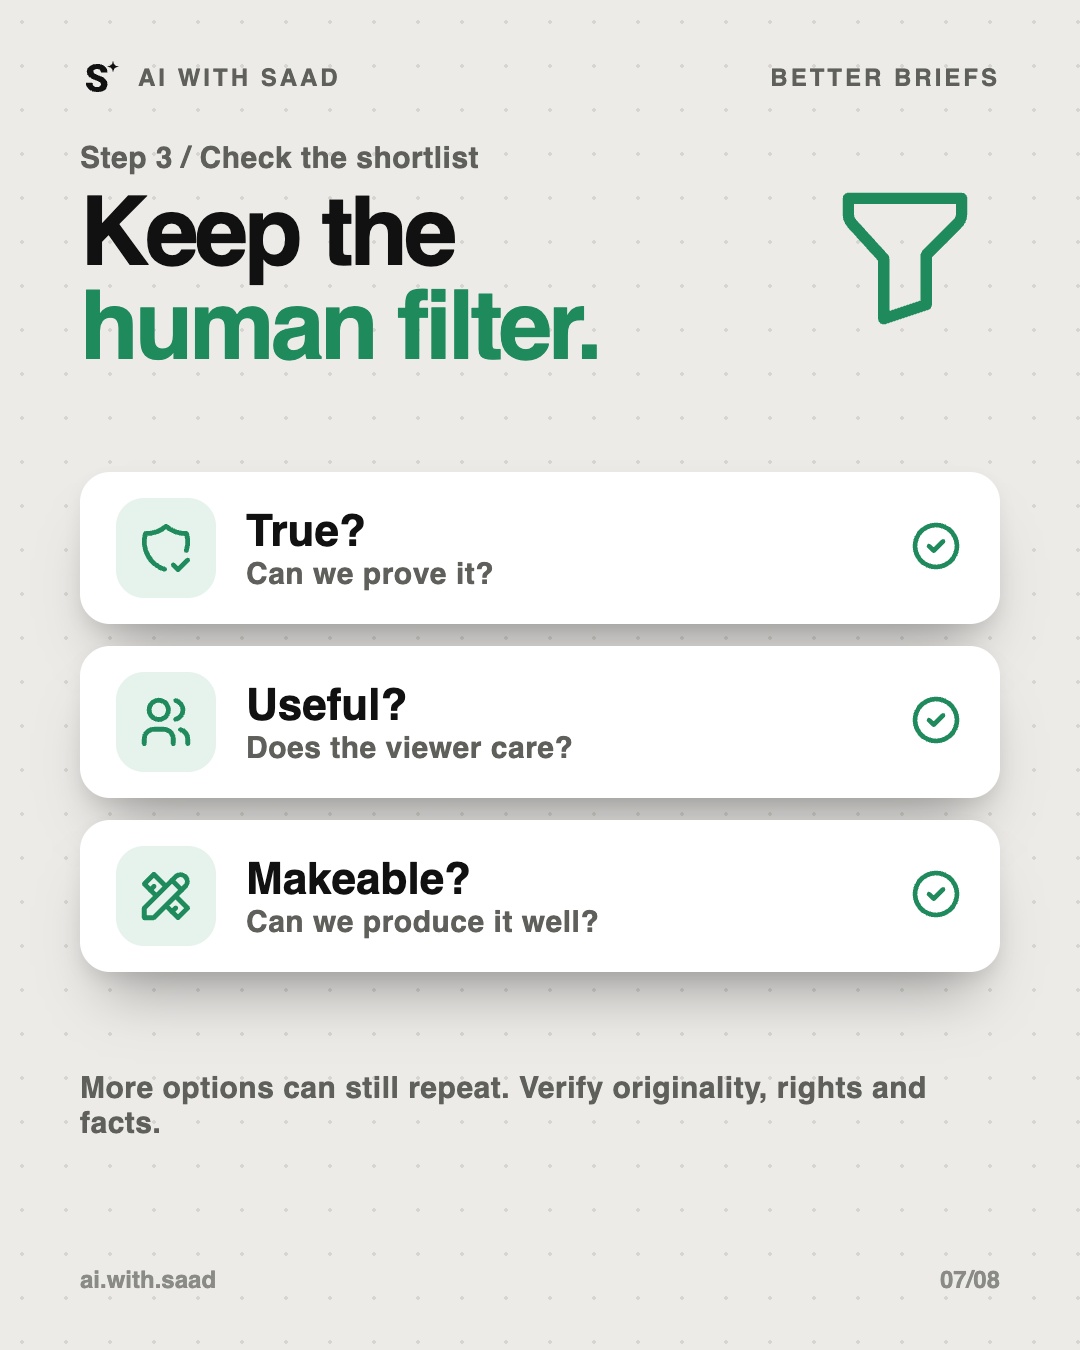 S AI WITH SAAD
BETTER BRIEFS
Step 3 / Check the shortlist
Keep the
human filter.
True?
Can we prove it?
Useful?
Does the viewer care?
Makeable?
Can we produce it well?
More options can still repeat. Verify originality, rights and
facts.
ai.with.saad
07/08